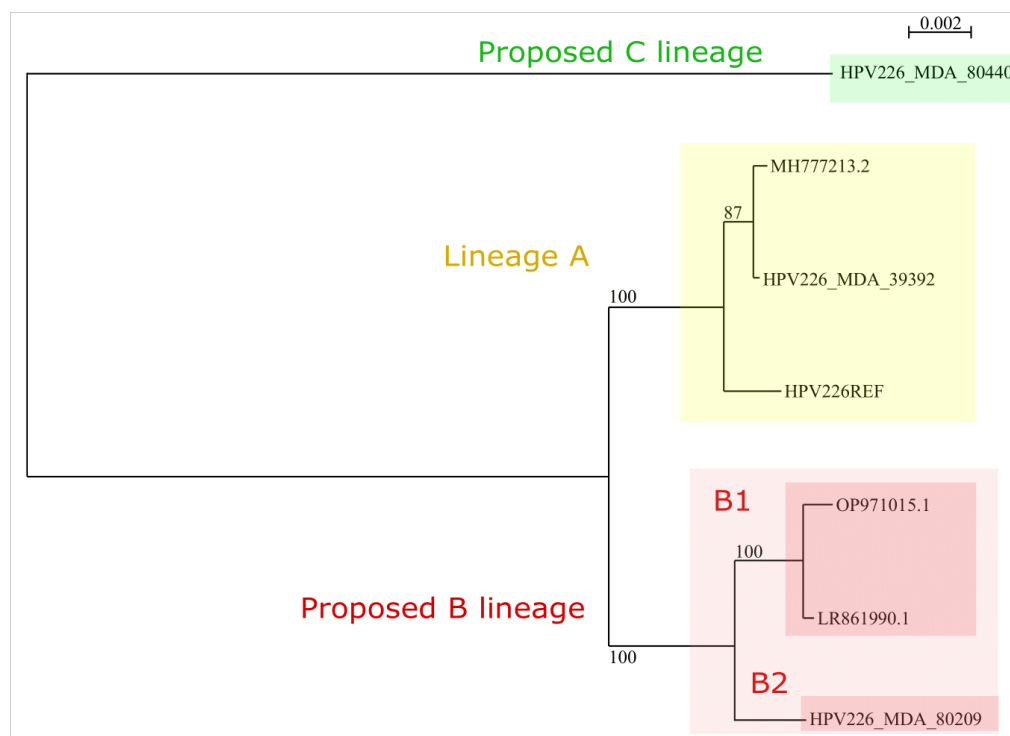 0.002
Proposed C lineage
HPV226_MDA_80440
MH777213.2
87
Lineage A
HPV226_MDA_39392
100
HPV226REF
B1
OP971015.1
100
Proposed B lineage
LR861990.1
100
B2
HPV226_MDA_80209